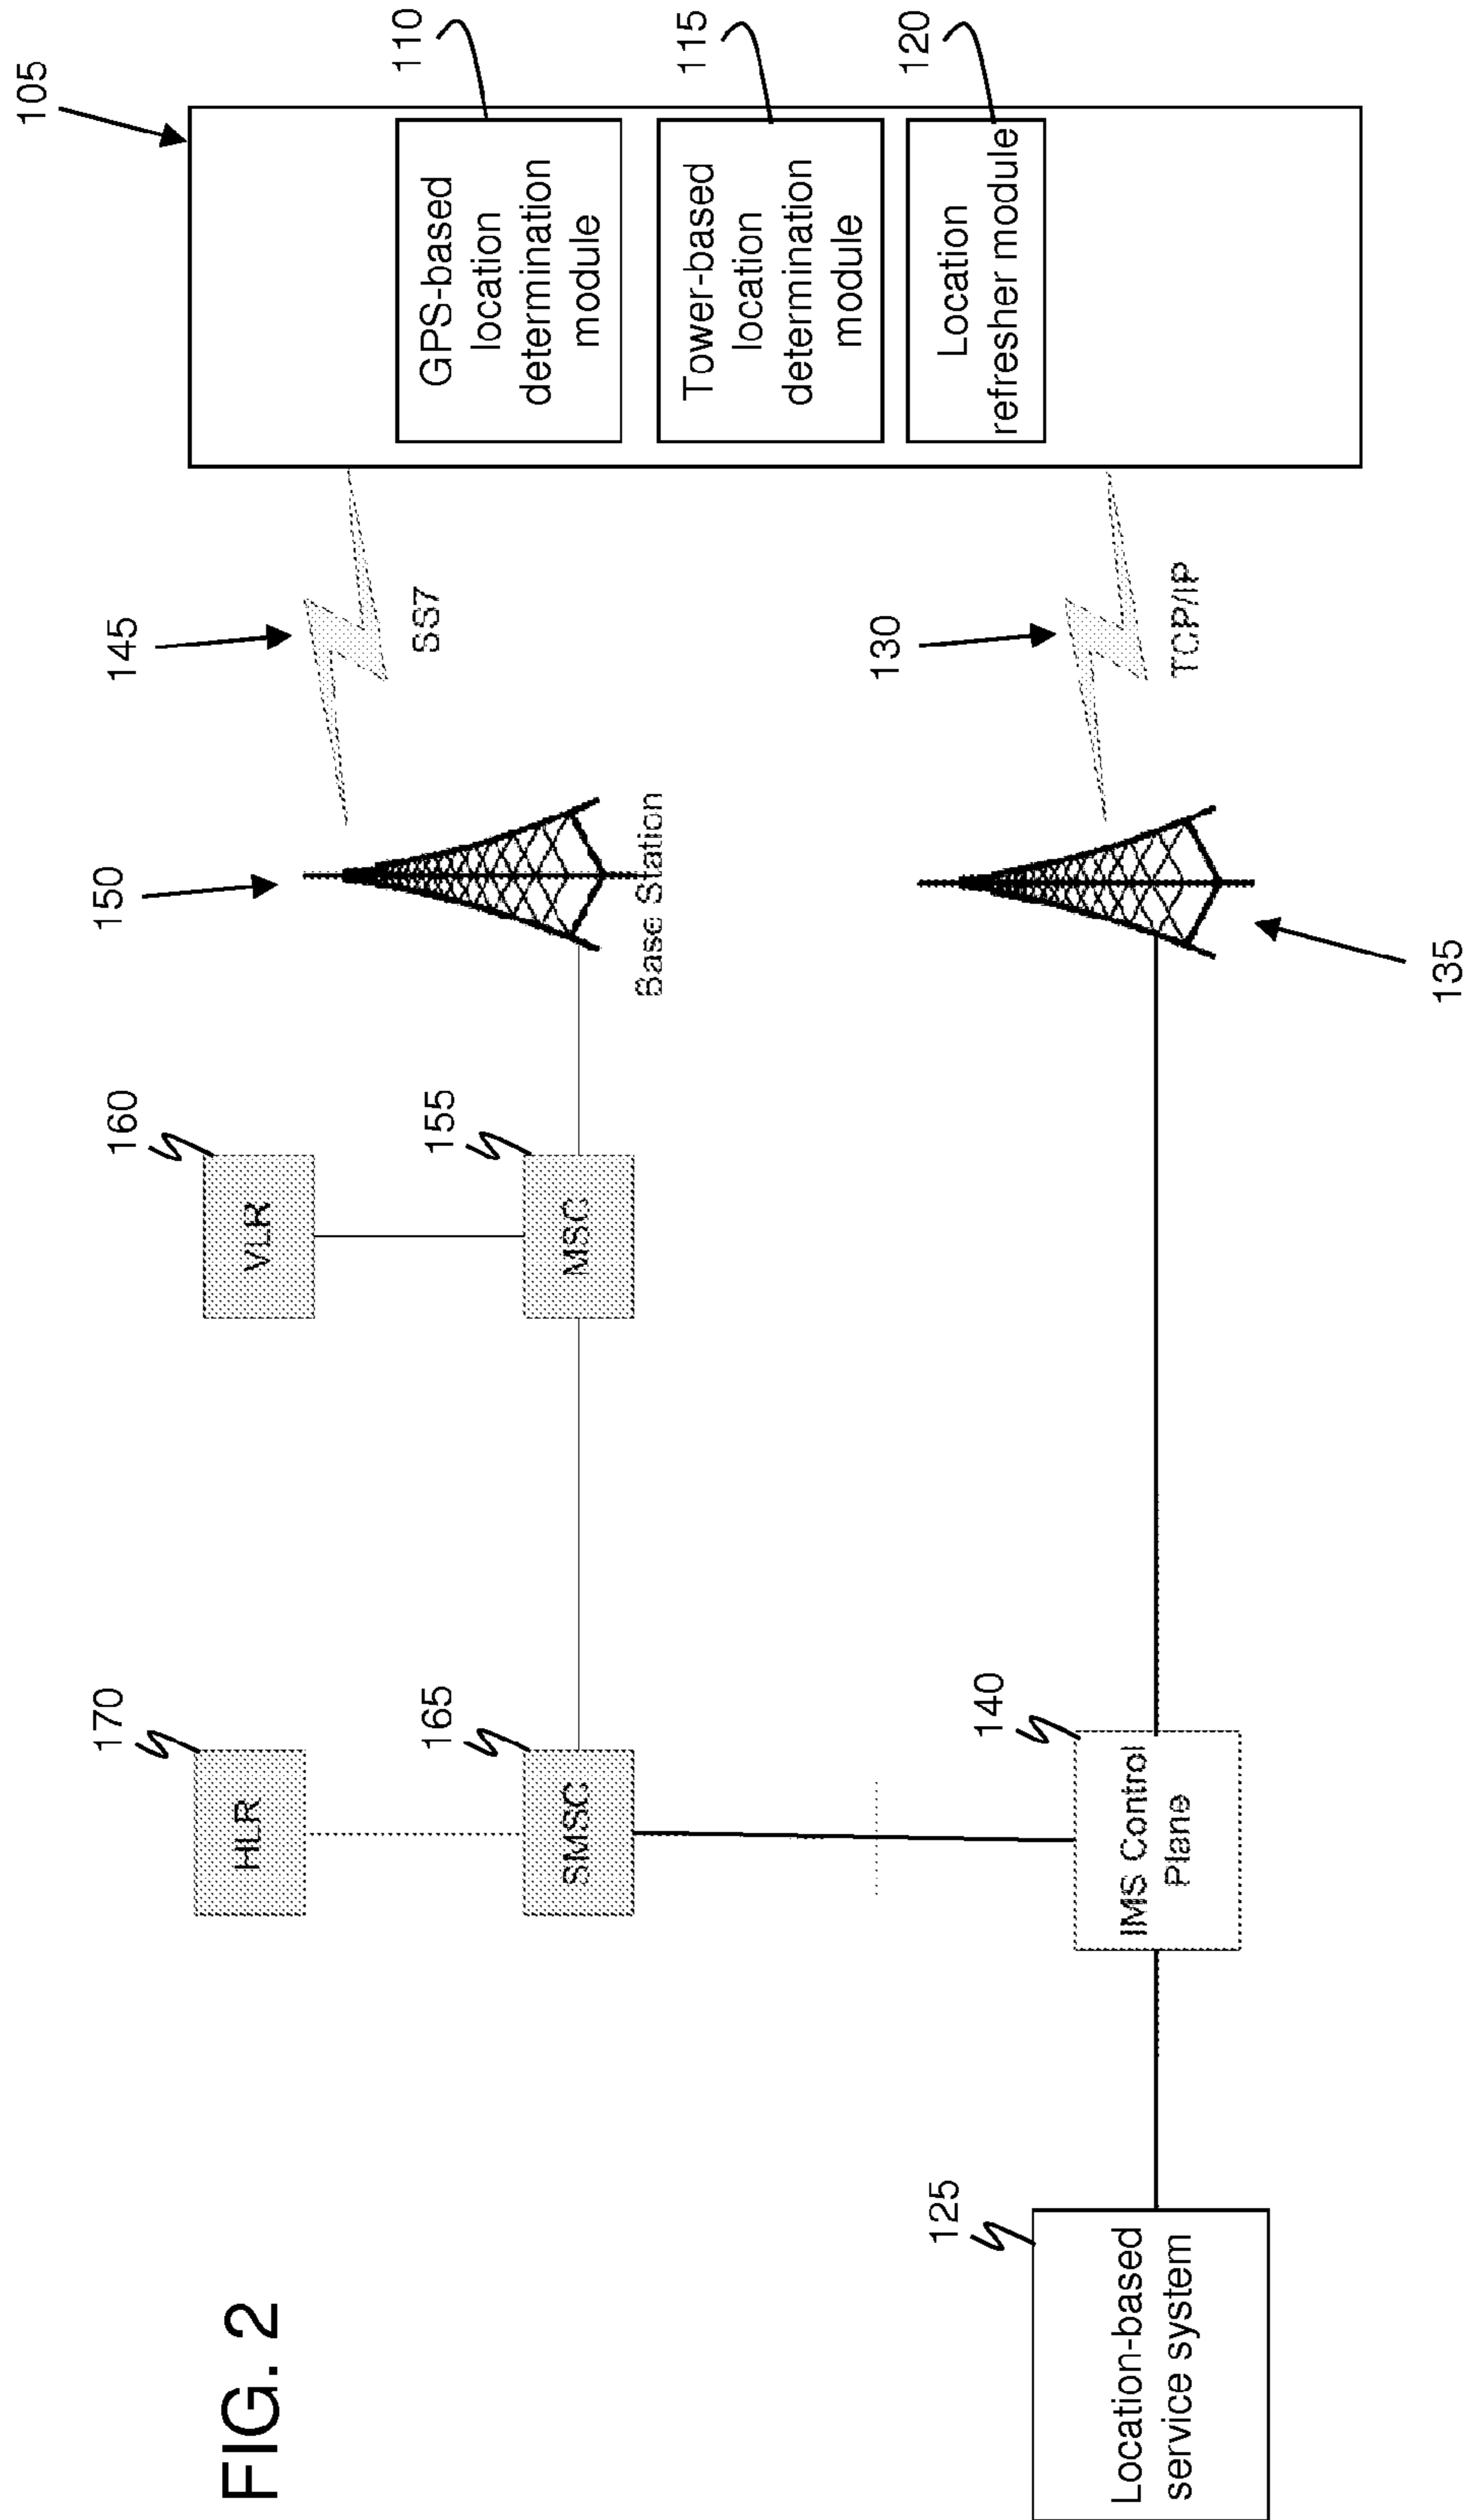 FIG. 2
170
HLR
160
VLR
150
145
105
165
SMSC
155
MSC
Base Station
SS7
110
GPS-based
location
determination
module
115
Tower-based
location
determination
module
120
Location
refresher module
125
Location-based
service system
140
IMS Control
Plane
135
130
TCP/IP